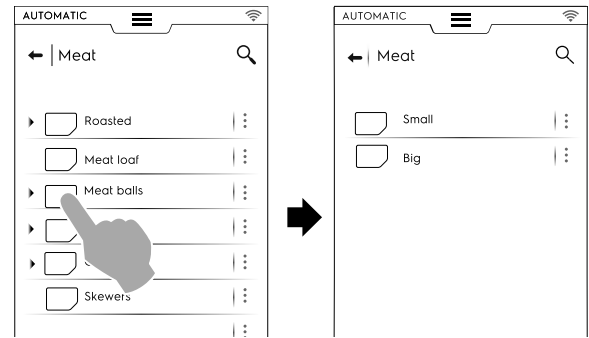 AUTOMATIC
Meat
Roasted
Meat loaf
Meat balls
Skewers
AUTOMATIC
Meat
Small
Big